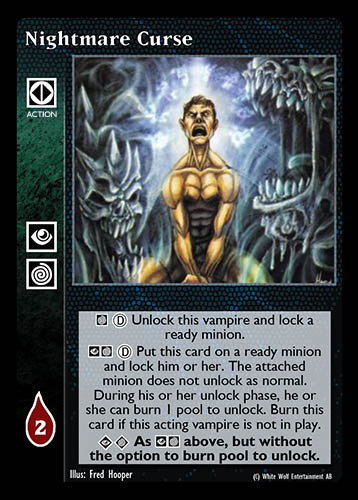 Nightmare Curse
ACTION
D Unlock this vampire and lock a
ready minion.
D Put this card on a ready minion
and lock him or her. The attached
minion does not unlock as normal.
During his or her unlock phase, he or
she can burn 1 pool to unlock. Burn this
card if this acting vampire is not in play.
As above, but without
the option to burn pool to unlock.
2
Illus: Fred Hooper
(C) White Wolf Entertainment AB